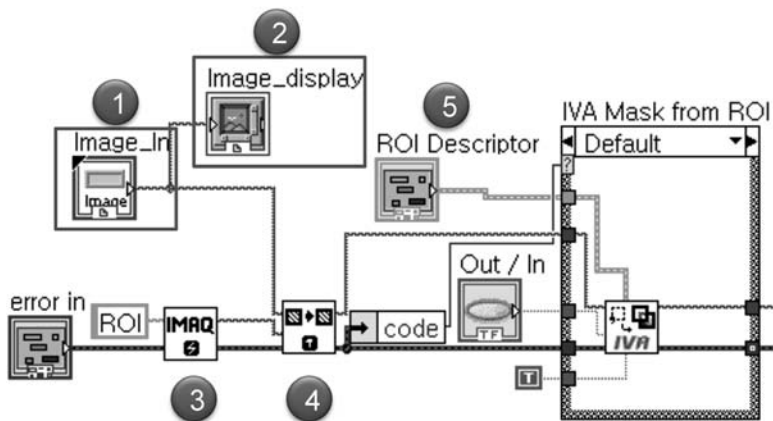 2
1
Image_display
5
IVA Mask from ROI
Image_In
ROI Descriptor
Default
?
Image
Out / In
error in
ROI
IMAQ
code
TF
IVA
T
3
4